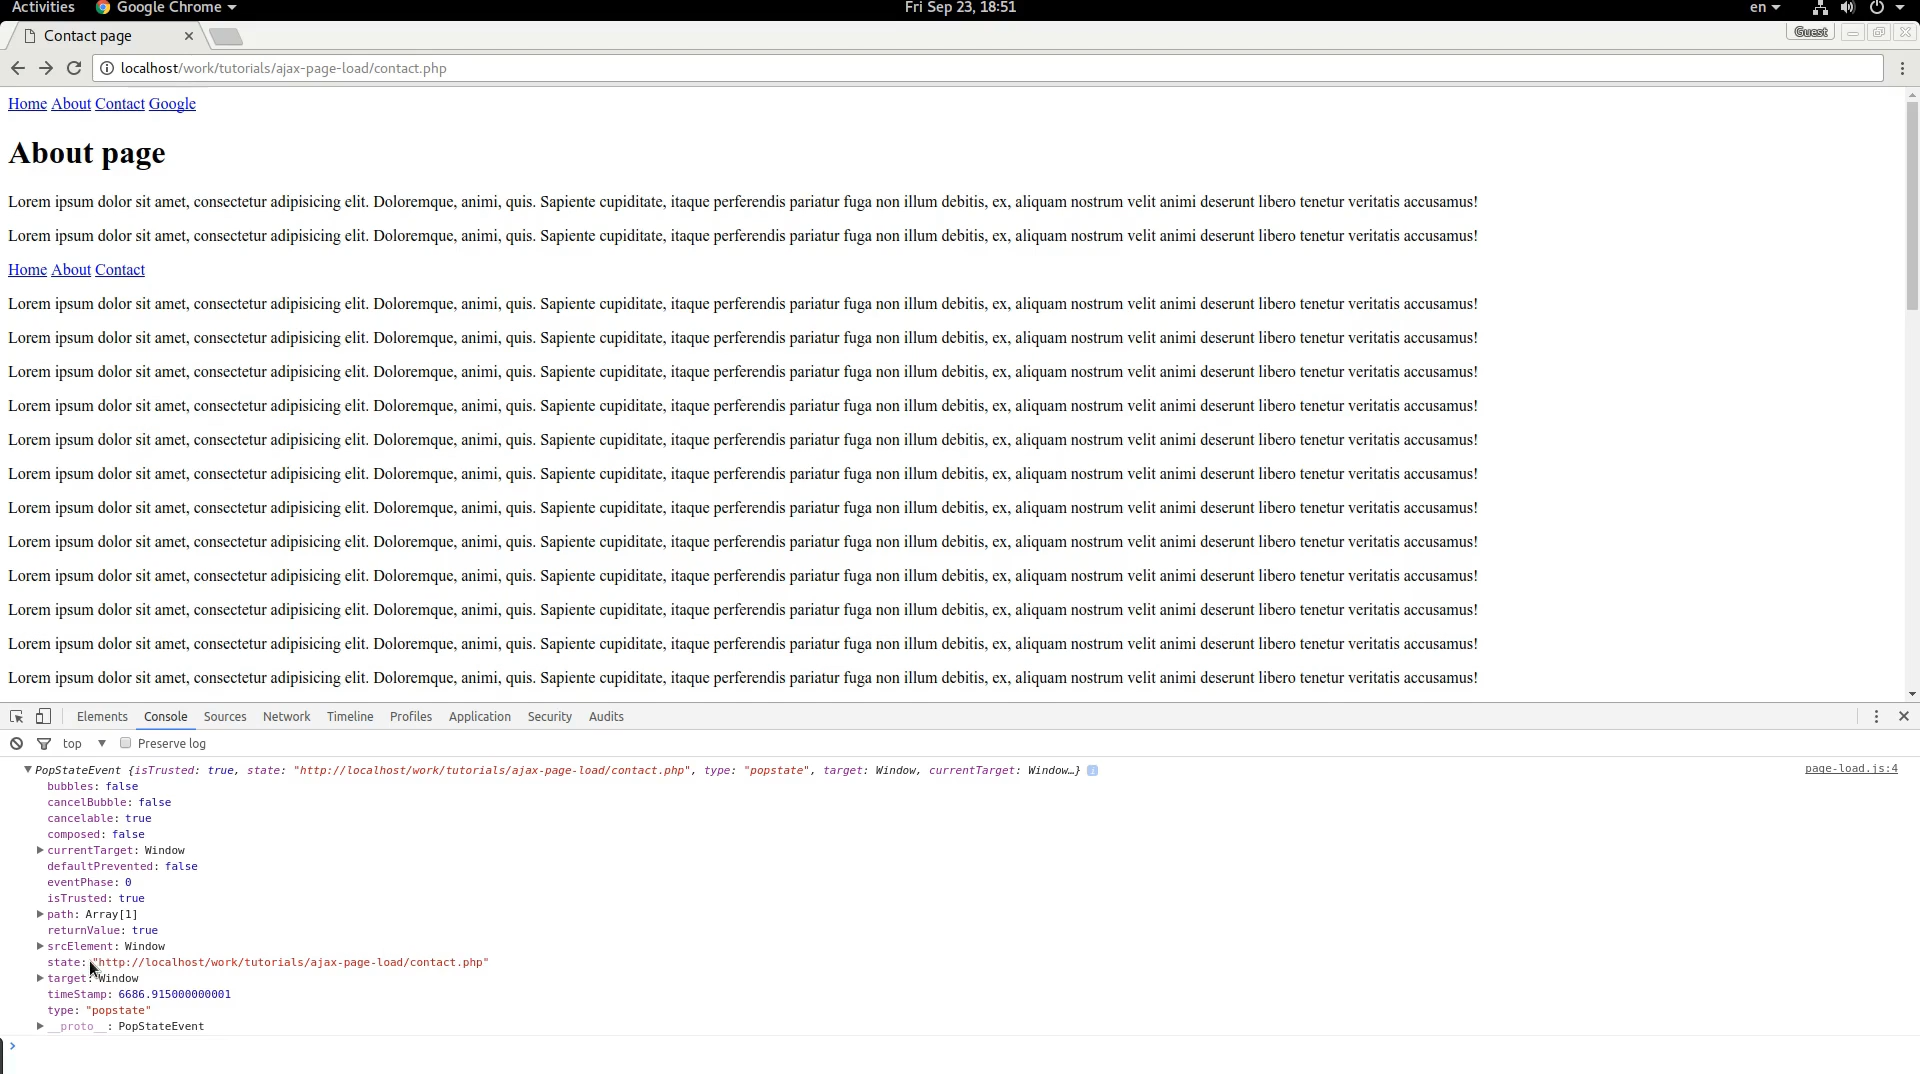 Activities Google Chrome Fri Sep 23, 18:51 en
Contact page Guest
localhost/work/tutorials/ajax-page-load/contact.php
Home About Contact Google
About page
Lorem ipsum dolor sit amet, consectetur adipisicing elit. Doloremque, animi, quis. Sapiente cupiditate, itaque perferendis pariatur fuga non illum debitis, ex, aliquam nostrum velit animi deserunt libero tenetur veritatis accusamus!
Lorem ipsum dolor sit amet, consectetur adipisicing elit. Doloremque, animi, quis. Sapiente cupiditate, itaque perferendis pariatur fuga non illum debitis, ex, aliquam nostrum velit animi deserunt libero tenetur veritatis accusamus!
Home About Contact
Lorem ipsum dolor sit amet, consectetur adipisicing elit. Doloremque, animi, quis. Sapiente cupiditate, itaque perferendis pariatur fuga non illum debitis, ex, aliquam nostrum velit animi deserunt libero tenetur veritatis accusamus!
Lorem ipsum dolor sit amet, consectetur adipisicing elit. Doloremque, animi, quis. Sapiente cupiditate, itaque perferendis pariatur fuga non illum debitis, ex, aliquam nostrum velit animi deserunt libero tenetur veritatis accusamus!
Lorem ipsum dolor sit amet, consectetur adipisicing elit. Doloremque, animi, quis. Sapiente cupiditate, itaque perferendis pariatur fuga non illum debitis, ex, aliquam nostrum velit animi deserunt libero tenetur veritatis accusamus!
Lorem ipsum dolor sit amet, consectetur adipisicing elit. Doloremque, animi, quis. Sapiente cupiditate, itaque perferendis pariatur fuga non illum debitis, ex, aliquam nostrum velit animi deserunt libero tenetur veritatis accusamus!
Lorem ipsum dolor sit amet, consectetur adipisicing elit. Doloremque, animi, quis. Sapiente cupiditate, itaque perferendis pariatur fuga non illum debitis, ex, aliquam nostrum velit animi deserunt libero tenetur veritatis accusamus!
Lorem ipsum dolor sit amet, consectetur adipisicing elit. Doloremque, animi, quis. Sapiente cupiditate, itaque perferendis pariatur fuga non illum debitis, ex, aliquam nostrum velit animi deserunt libero tenetur veritatis accusamus!
Lorem ipsum dolor sit amet, consectetur adipisicing elit. Doloremque, animi, quis. Sapiente cupiditate, itaque perferendis pariatur fuga non illum debitis, ex, aliquam nostrum velit animi deserunt libero tenetur veritatis accusamus!
Lorem ipsum dolor sit amet, consectetur adipisicing elit. Doloremque, animi, quis. Sapiente cupiditate, itaque perferendis pariatur fuga non illum debitis, ex, aliquam nostrum velit animi deserunt libero tenetur veritatis accusamus!
Lorem ipsum dolor sit amet, consectetur adipisicing elit. Doloremque, animi, quis. Sapiente cupiditate, itaque perferendis pariatur fuga non illum debitis, ex, aliquam nostrum velit animi deserunt libero tenetur veritatis accusamus!
Lorem ipsum dolor sit amet, consectetur adipisicing elit. Doloremque, animi, quis. Sapiente cupiditate, itaque perferendis pariatur fuga non illum debitis, ex, aliquam nostrum velit animi deserunt libero tenetur veritatis accusamus!
Lorem ipsum dolor sit amet, consectetur adipisicing elit. Doloremque, animi, quis. Sapiente cupiditate, itaque perferendis pariatur fuga non illum debitis, ex, aliquam nostrum velit animi deserunt libero tenetur veritatis accusamus!
Lorem ipsum dolor sit amet, consectetur adipisicing elit. Doloremque, animi, quis. Sapiente cupiditate, itaque perferendis pariatur fuga non illum debitis, ex, aliquam nostrum velit animi deserunt libero tenetur veritatis accusamus!
Elements Console Sources Network Timeline Profiles Application Security Audits
top Preserve log
PopStateEvent {isTrusted: true, state: "http://localhost/work/tutorials/ajax-page-load/contact.php", type: "popstate", target: Window, currentTarget: Window…} page-load.js:4
bubbles: false
cancelBubble: false
cancelable: true
composed: false
currentTarget: Window
defaultPrevented: false
eventPhase: 0
isTrusted: true
path: Array[1]
returnValue: true
srcElement: Window
state: "http://localhost/work/tutorials/ajax-page-load/contact.php"
target: Window
timeStamp: 6686.915000000001
type: "popstate"
__proto__: PopStateEvent